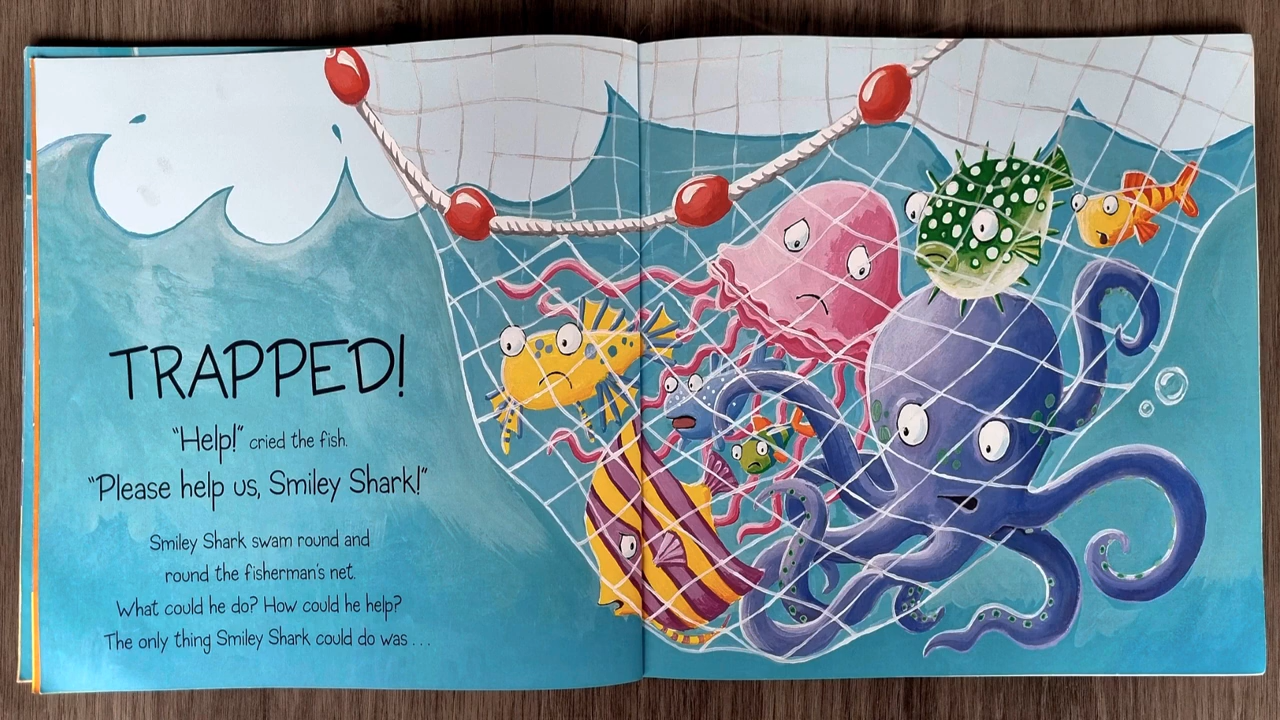 TRAPPED!
“Help!” cried the fish.
“Please help us, Smiley Shark!”
Smiley Shark swam round and
round the fisherman's net.
What could he do? How could he help?
The only thing Smiley Shark could do was . . .